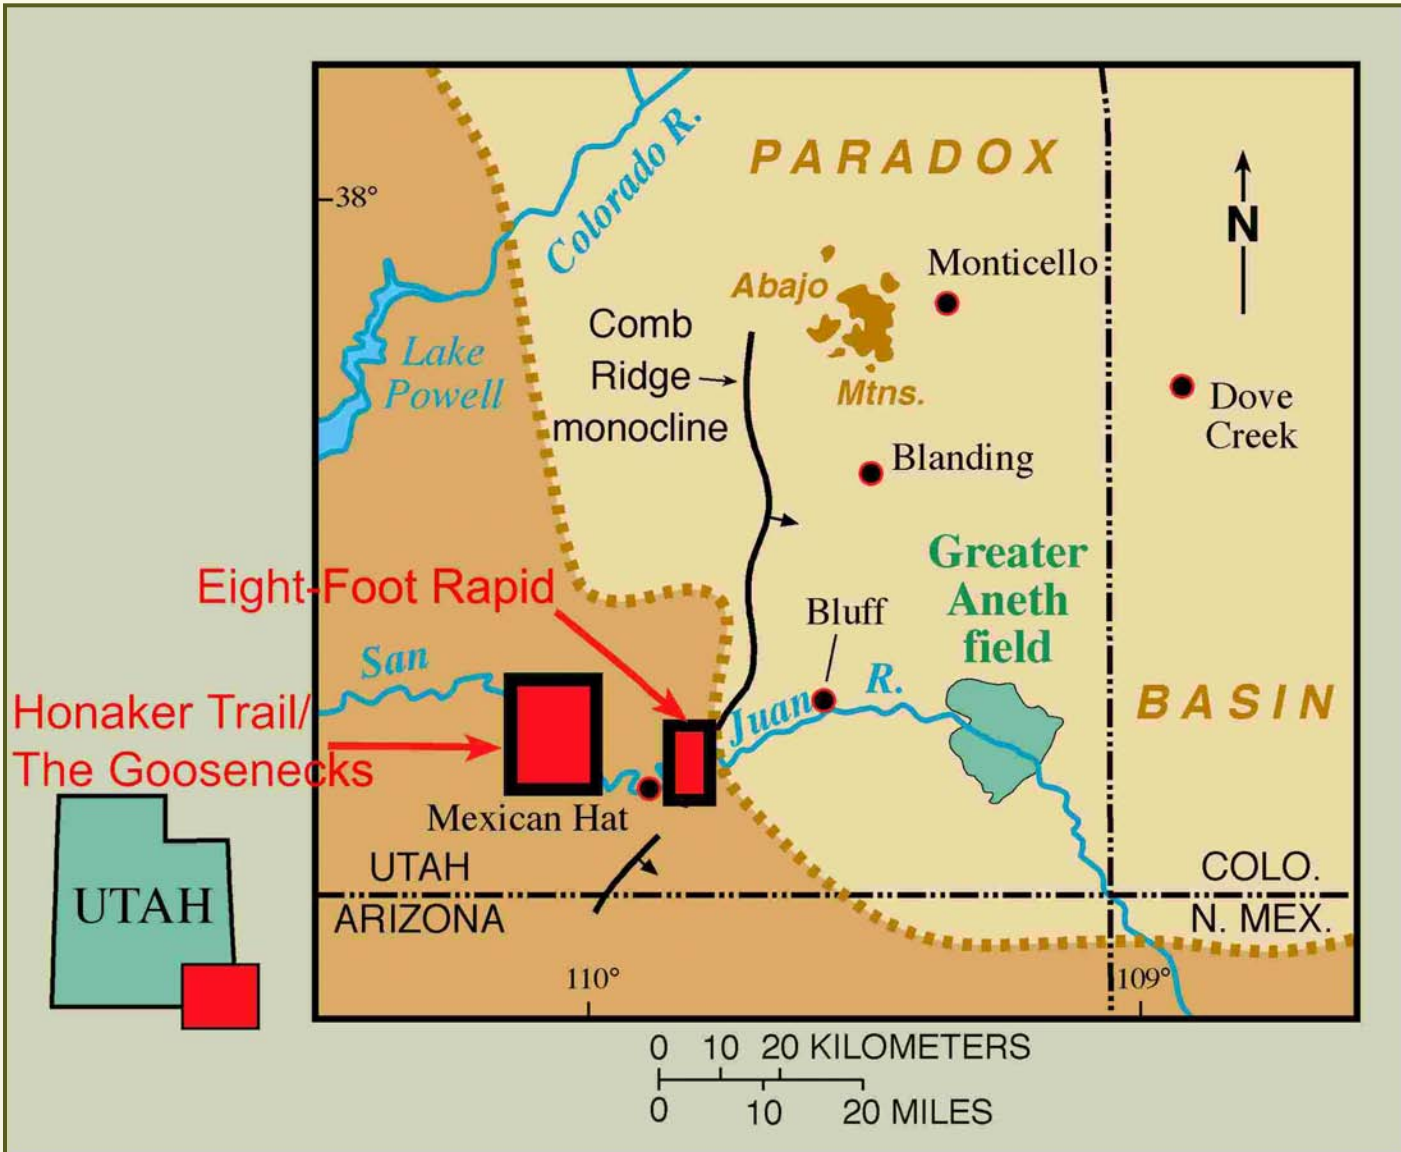 PARADOX
Colorado R.
38°
N
Monticello
Abajo
Mtns.
Comb
Ridge
monocline
Lake
Powell
Dove
Creek
Blanding
Greater
Aneth
field
Eight-Foot Rapid
Bluff
San
Juan
R.
BASIN
Honaker Trail/
The Goosenecks
Mexican Hat
UTAH
COLO.
ARIZONA
N. MEX.
UTAH
110°
109°
0 10 20 KILOMETERS
0 10 20 MILES